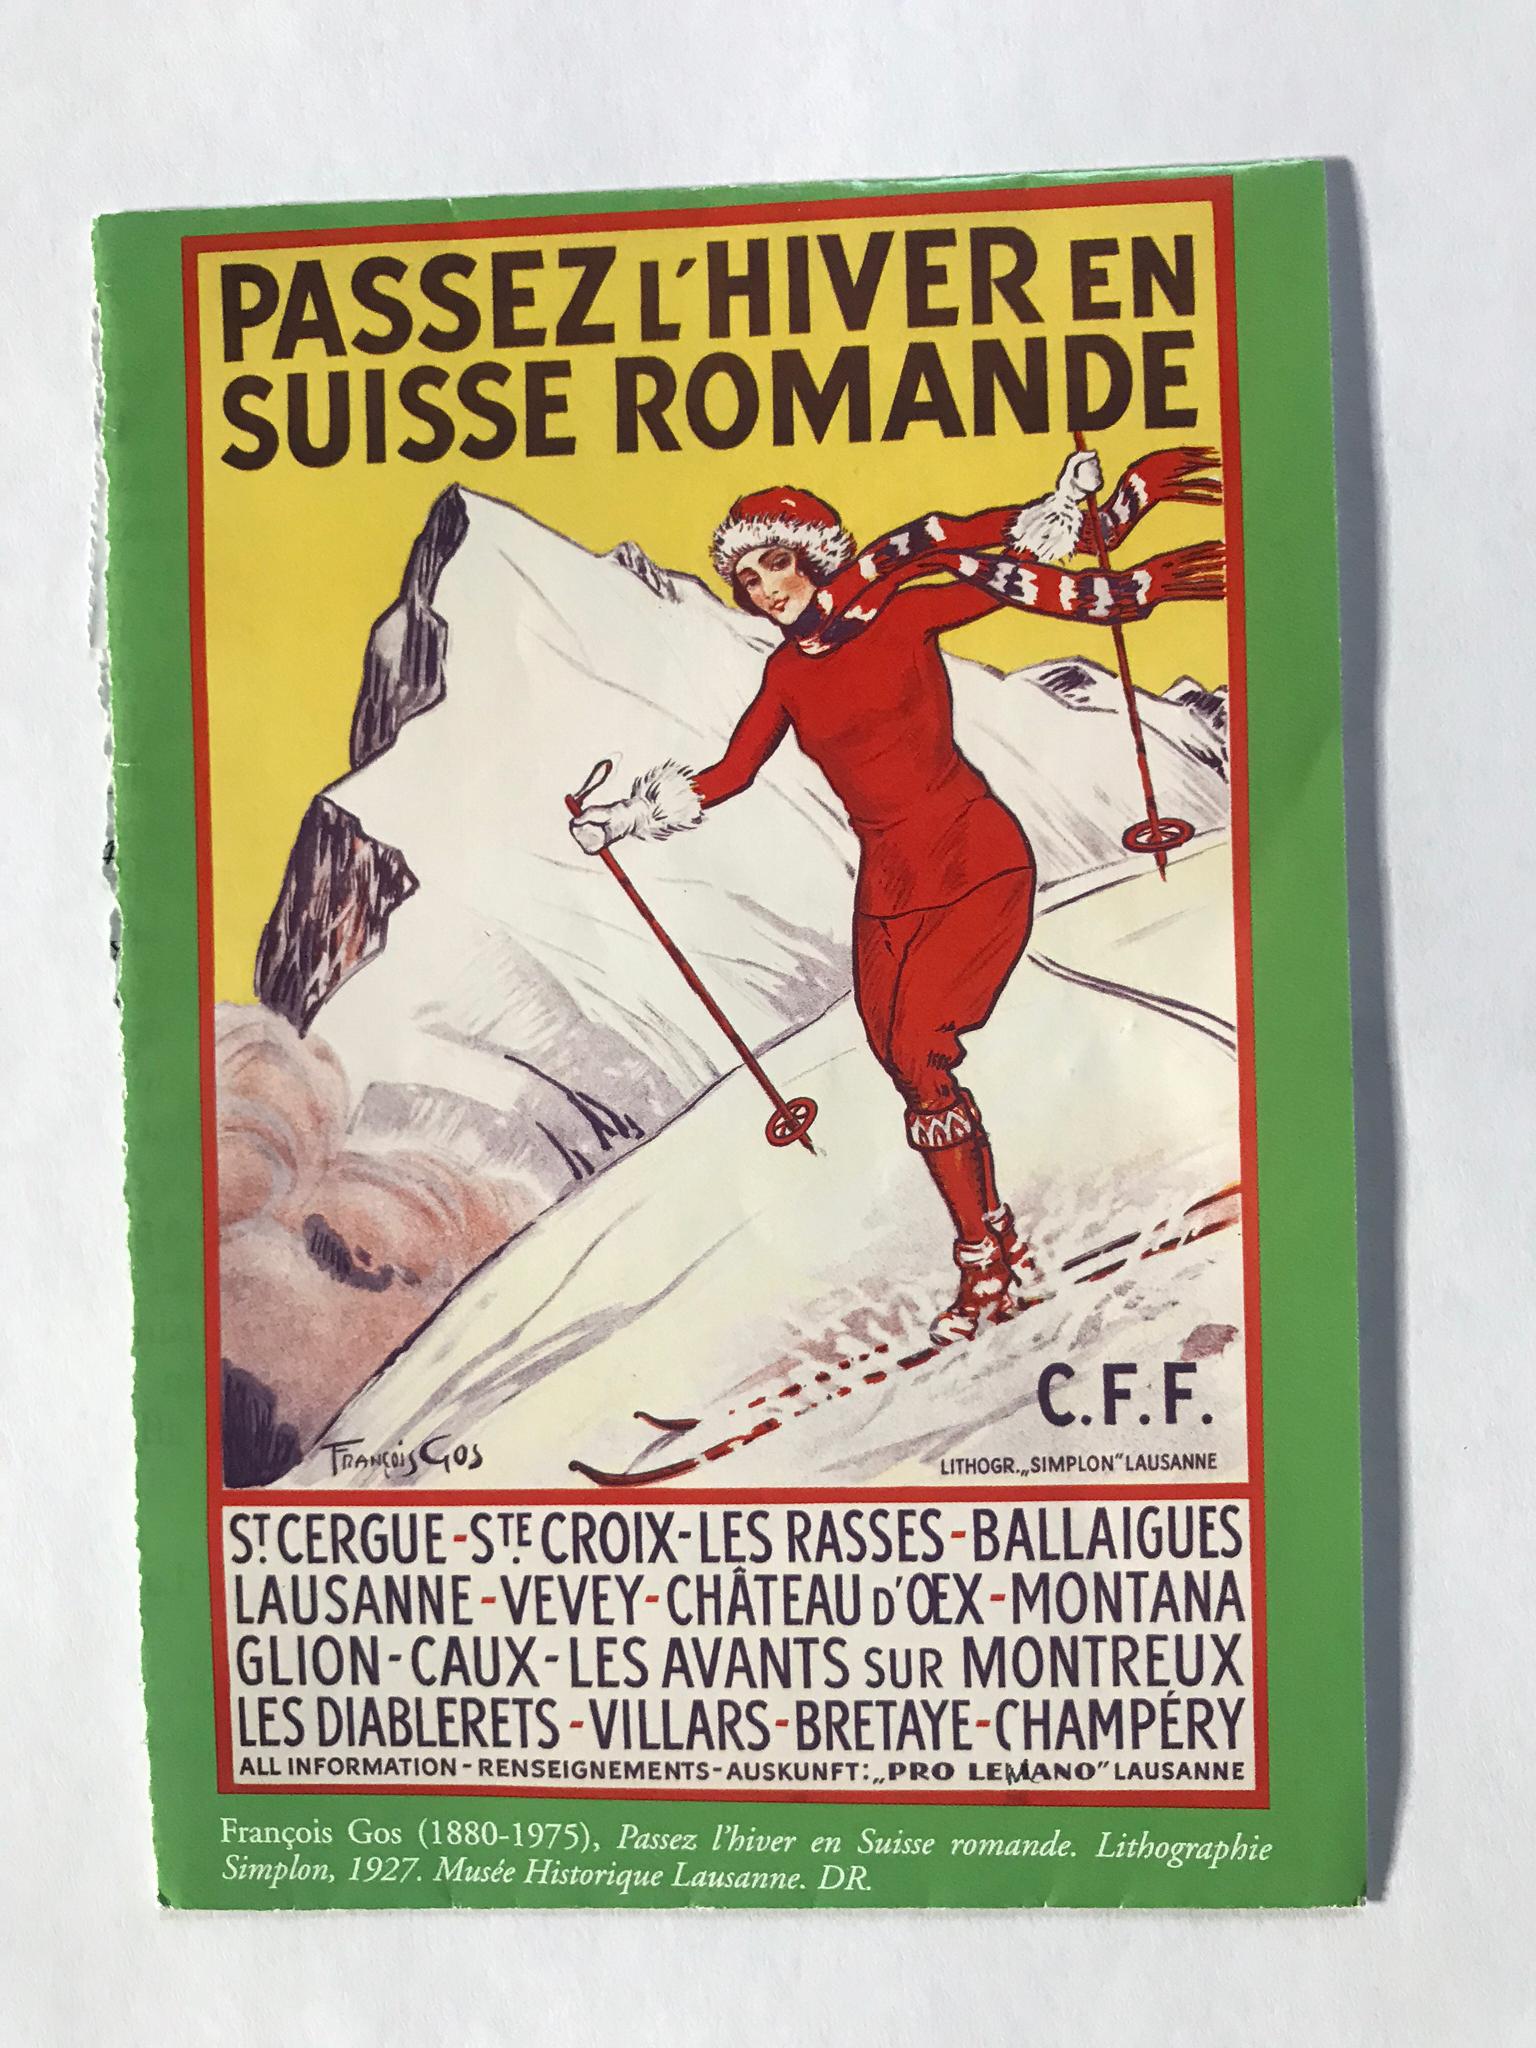 PASSEZ L'HIVER EN
SUISSE ROMANDE
C.F.F.
FRANÇOIS GOS
LITHOGR. „SIMPLON" LAUSANNE
ST. CERGUE - STE. CROIX - LES RASSES - BALLAIGUES
LAUSANNE - VEVEY - CHÂTEAU D'ŒX - MONTANA
GLION - CAUX - LES AVANTS SUR MONTREUX
LES DIABLERETS - VILLARS - BRETAYE - CHAMPÉRY
ALL INFORMATION - RENSEIGNEMENTS - AUSKUNFT: „PRO LEMANO" LAUSANNE
François Gos (1880-1975), Passez l'hiver en Suisse romande. Lithographie
Simplon, 1927. Musée Historique Lausanne. DR.